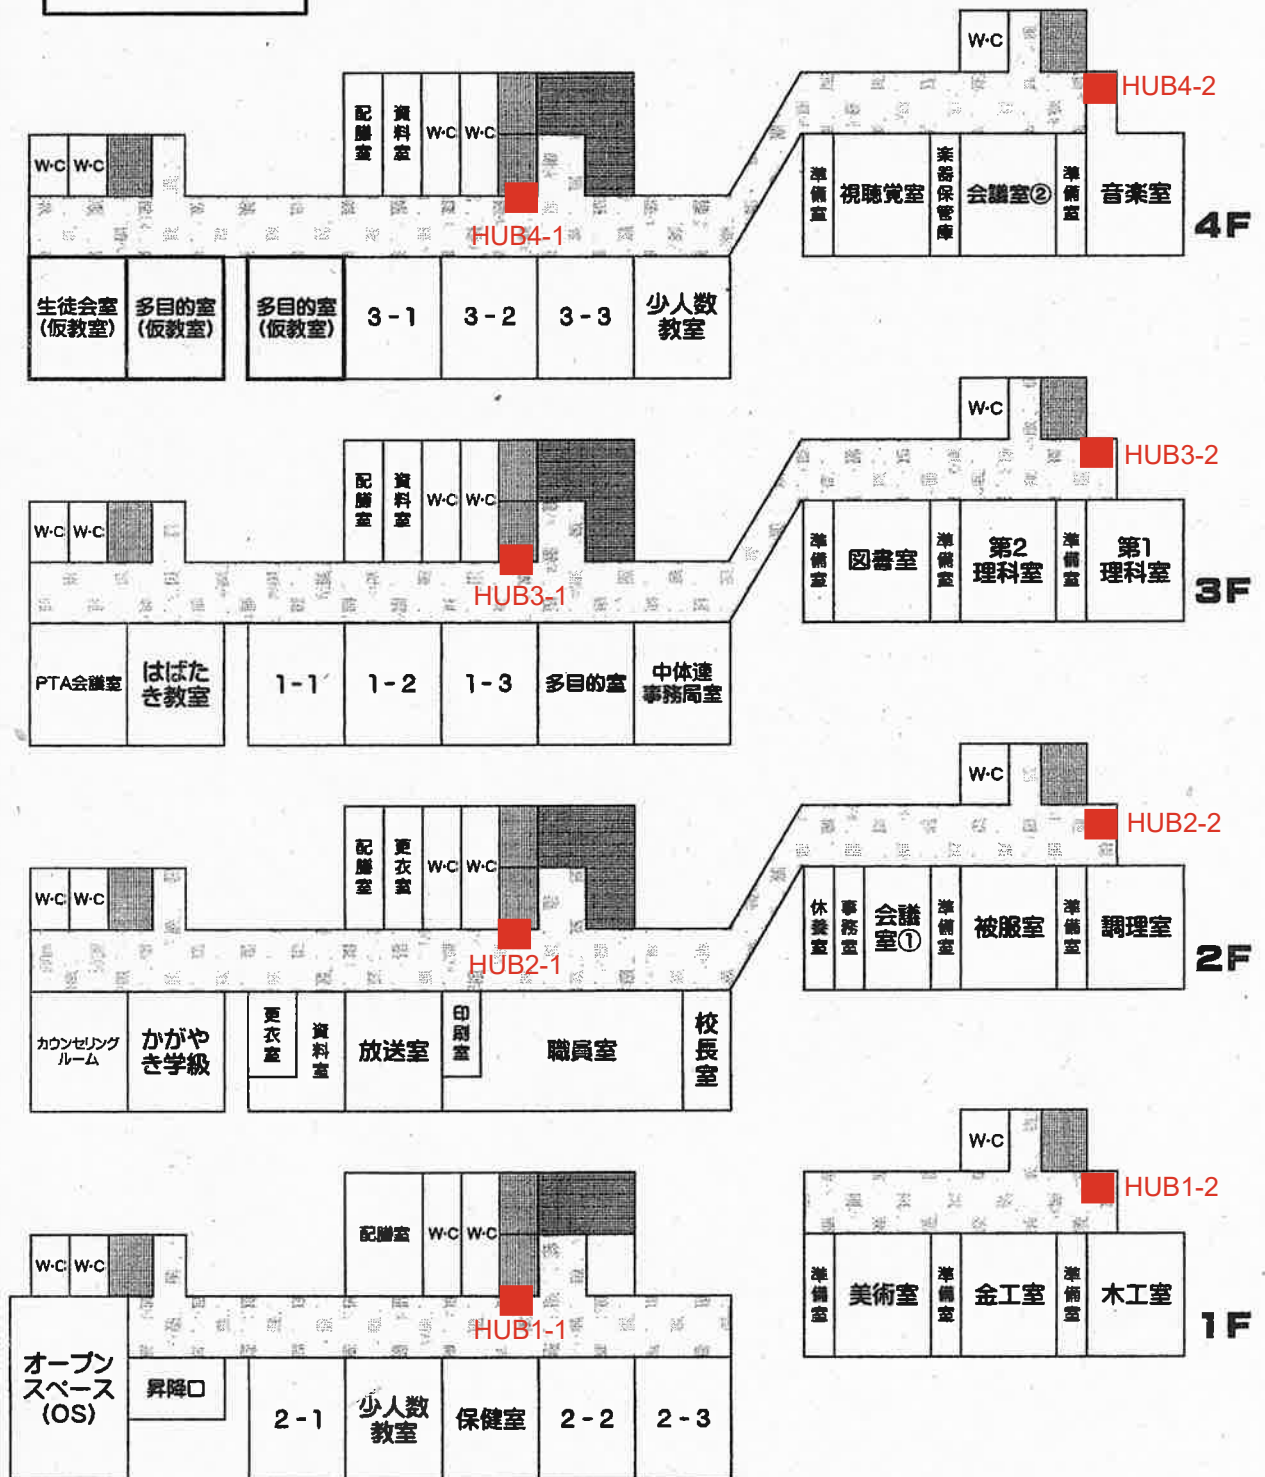 W·C
HUB4-2
配膳室
資料室
W·C
W·C
W·C
W·C
準備室
視聴覚室
楽器保管庫
会議室②
準備室
音楽室
4F
HUB4-1
生徒会室
(仮教室)
多目的室
(仮教室)
多目的室
(仮教室)
3-1
3-2
3-3
少人数
教室
W·C
HUB3-2
配膳室
資料室
W·C
W·C
W·C
W·C
準備室
図書室
準備室
第2
理科室
準備室
第1
理科室
3F
HUB3-1
PTA会議室
はばた
き教室
1-1
1-2
1-3
多目的室
中体連
事務局室
W·C
HUB2-2
配膳室
更衣室
W·C
W·C
W·C
W·C
休養室
事務室
会議
室①
準備室
被服室
準備室
調理室
2F
HUB2-1
カウンセリング
ルーム
かがや
き学級
更衣室
資料室
放送室
印刷室
職員室
校長室
W·C
HUB1-2
配膳室
W·C
W·C
W·C
W·C
準備室
美術室
準備室
金工室
準備室
木工室
1F
HUB1-1
オープン
スペース
(OS)
昇降口
2-1
少人数
教室
保健室
2-2
2-3